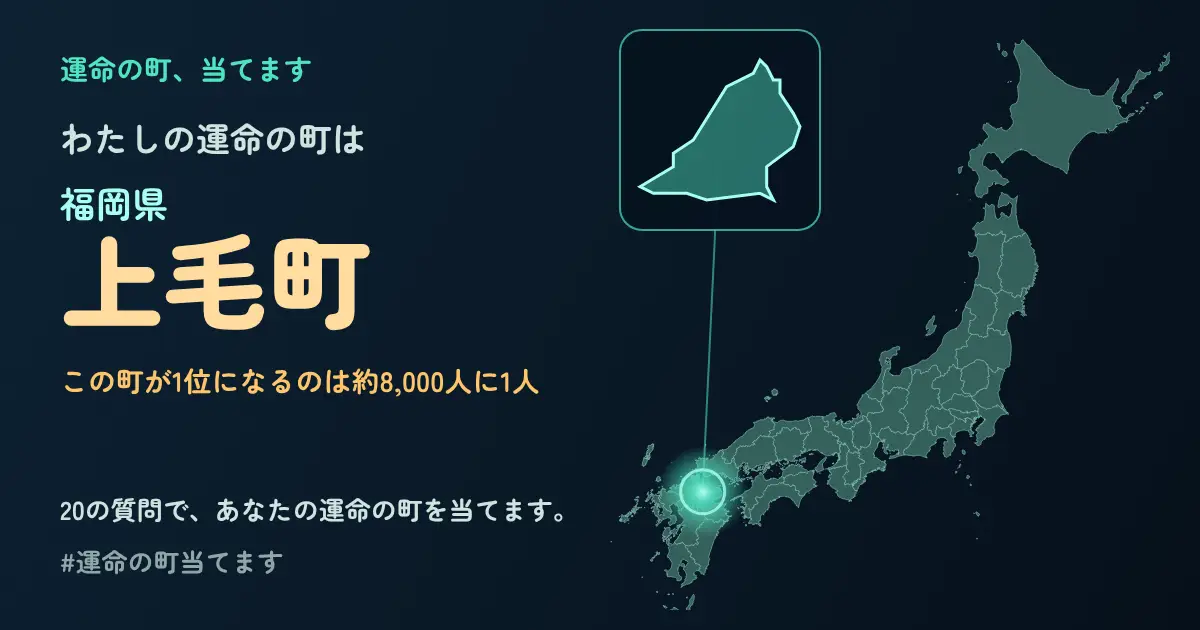 運命の町、当てます
わたしの運命の町は
福岡県
上毛町
この町が1位になるのは約8,000人に1人
20の質問で、あなたの運命の町を当てます。
#運命の町当てます